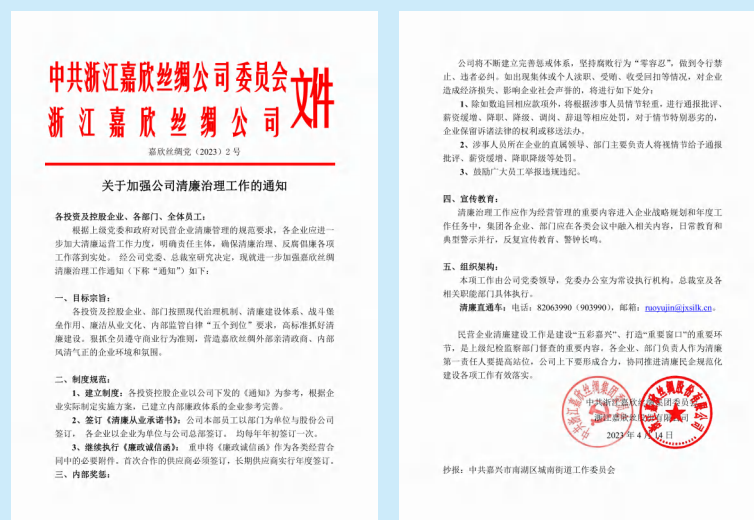 中共浙江嘉欣丝绸公司委员会
浙江嘉欣丝绸公司
文件
嘉欣丝绸党（2023）2号
关于加强公司清廉治理工作的通知
各投资及控股企业、各部门、全体员工：
根据上级党委和政府对民营企业清廉管理的规范要求，各企业应进一
步加大清廉运营工作力度，明确责任主体，确保清廉治理、反腐倡廉各项
工作落到实处。 经公司党委、总裁室研究决定，现就进一步加强嘉欣丝绸
清廉治理工作通知（下称“通知”）如下：
一、目标宗旨：
各投资及控股企业、部门按照现代治理机制、清廉建设体系、战斗堡
垒作用、廉洁从业文化、内部监管自律“五个到位”要求，高标准抓好清
廉建设。狠抓全员遵守商业行为准则，营造嘉欣丝绸外部亲清政商、内部
风清气正的企业环境和氛围。
二、制度规范：
1、建立制度：各投资控股企业以公司下发的《通知》为参考，根据企
业实际制定实施方案，已建立内部廉政体系的企业参考完善。
2、签订《清廉从业承诺书》：公司本部员工以部门为单位与股份公司
签订， 各企业以企业为单位与公司总部签订， 均每年年初签订一次。
3、继续执行《廉政诚信函》： 重申将《廉政诚信函》作为各类经营合
同中的必要附件，首次合作的供应商必须签订，长期供应商实行年度签订。
三、内部奖惩：
公司将不断建立完善惩戒体系，坚持腐败行为“零容忍”，做到令行禁
止、违者必纠。如出现集体或个人渎职、受贿、收受回扣等情况，对企业
造成经济损失、影响企业社会声誉的，将进行如下处分：
1、除如数追回相应款项外，将根据涉事人员情节轻重，进行通报批评、
薪资缓增、降职、降级、调岗、辞退等相应处罚，对于情节特别恶劣的，
企业保留诉诸法律的权利或移送法办。
2、涉事人员所在企业的直属领导、部门主要负责人将视情节给予通报
批评、薪资缓增、降职降级等处罚。
3、鼓励广大员工举报违规违纪。
四、宣传教育：
清廉治理工作应作为经营管理的重要内容进入企业战略规划和年度工
作任务中，集团各企业、部门应在各类会议中融入相关内容，日常教育和
典型警示并行，反复宣传教育、警钟长鸣。
五、组织架构：
本项工作由公司党委领导，党委办公室为常设执行机构，总裁室及各
相关职能部门具体执行。
清廉直通车：电话：82063990（903990），邮箱：ruoyujin@jxsilk.cn。
民营企业清廉建设工作是建设“五彩嘉兴”、打造“重要窗口”的重要环
节，是上级纪检监察部门督查的重要内容。各企业、部门负责人作为清廉
第一责任人要提高站位，公司上下要形成合力，协同推进清廉民企规范化
建设各项工作有效落实。
中共浙江嘉欣丝绸集团委员会
浙江嘉欣丝绸股份有限公司
2023 年 4 月 14 日
抄报：中共嘉兴市南湖区城南街道工作委员会